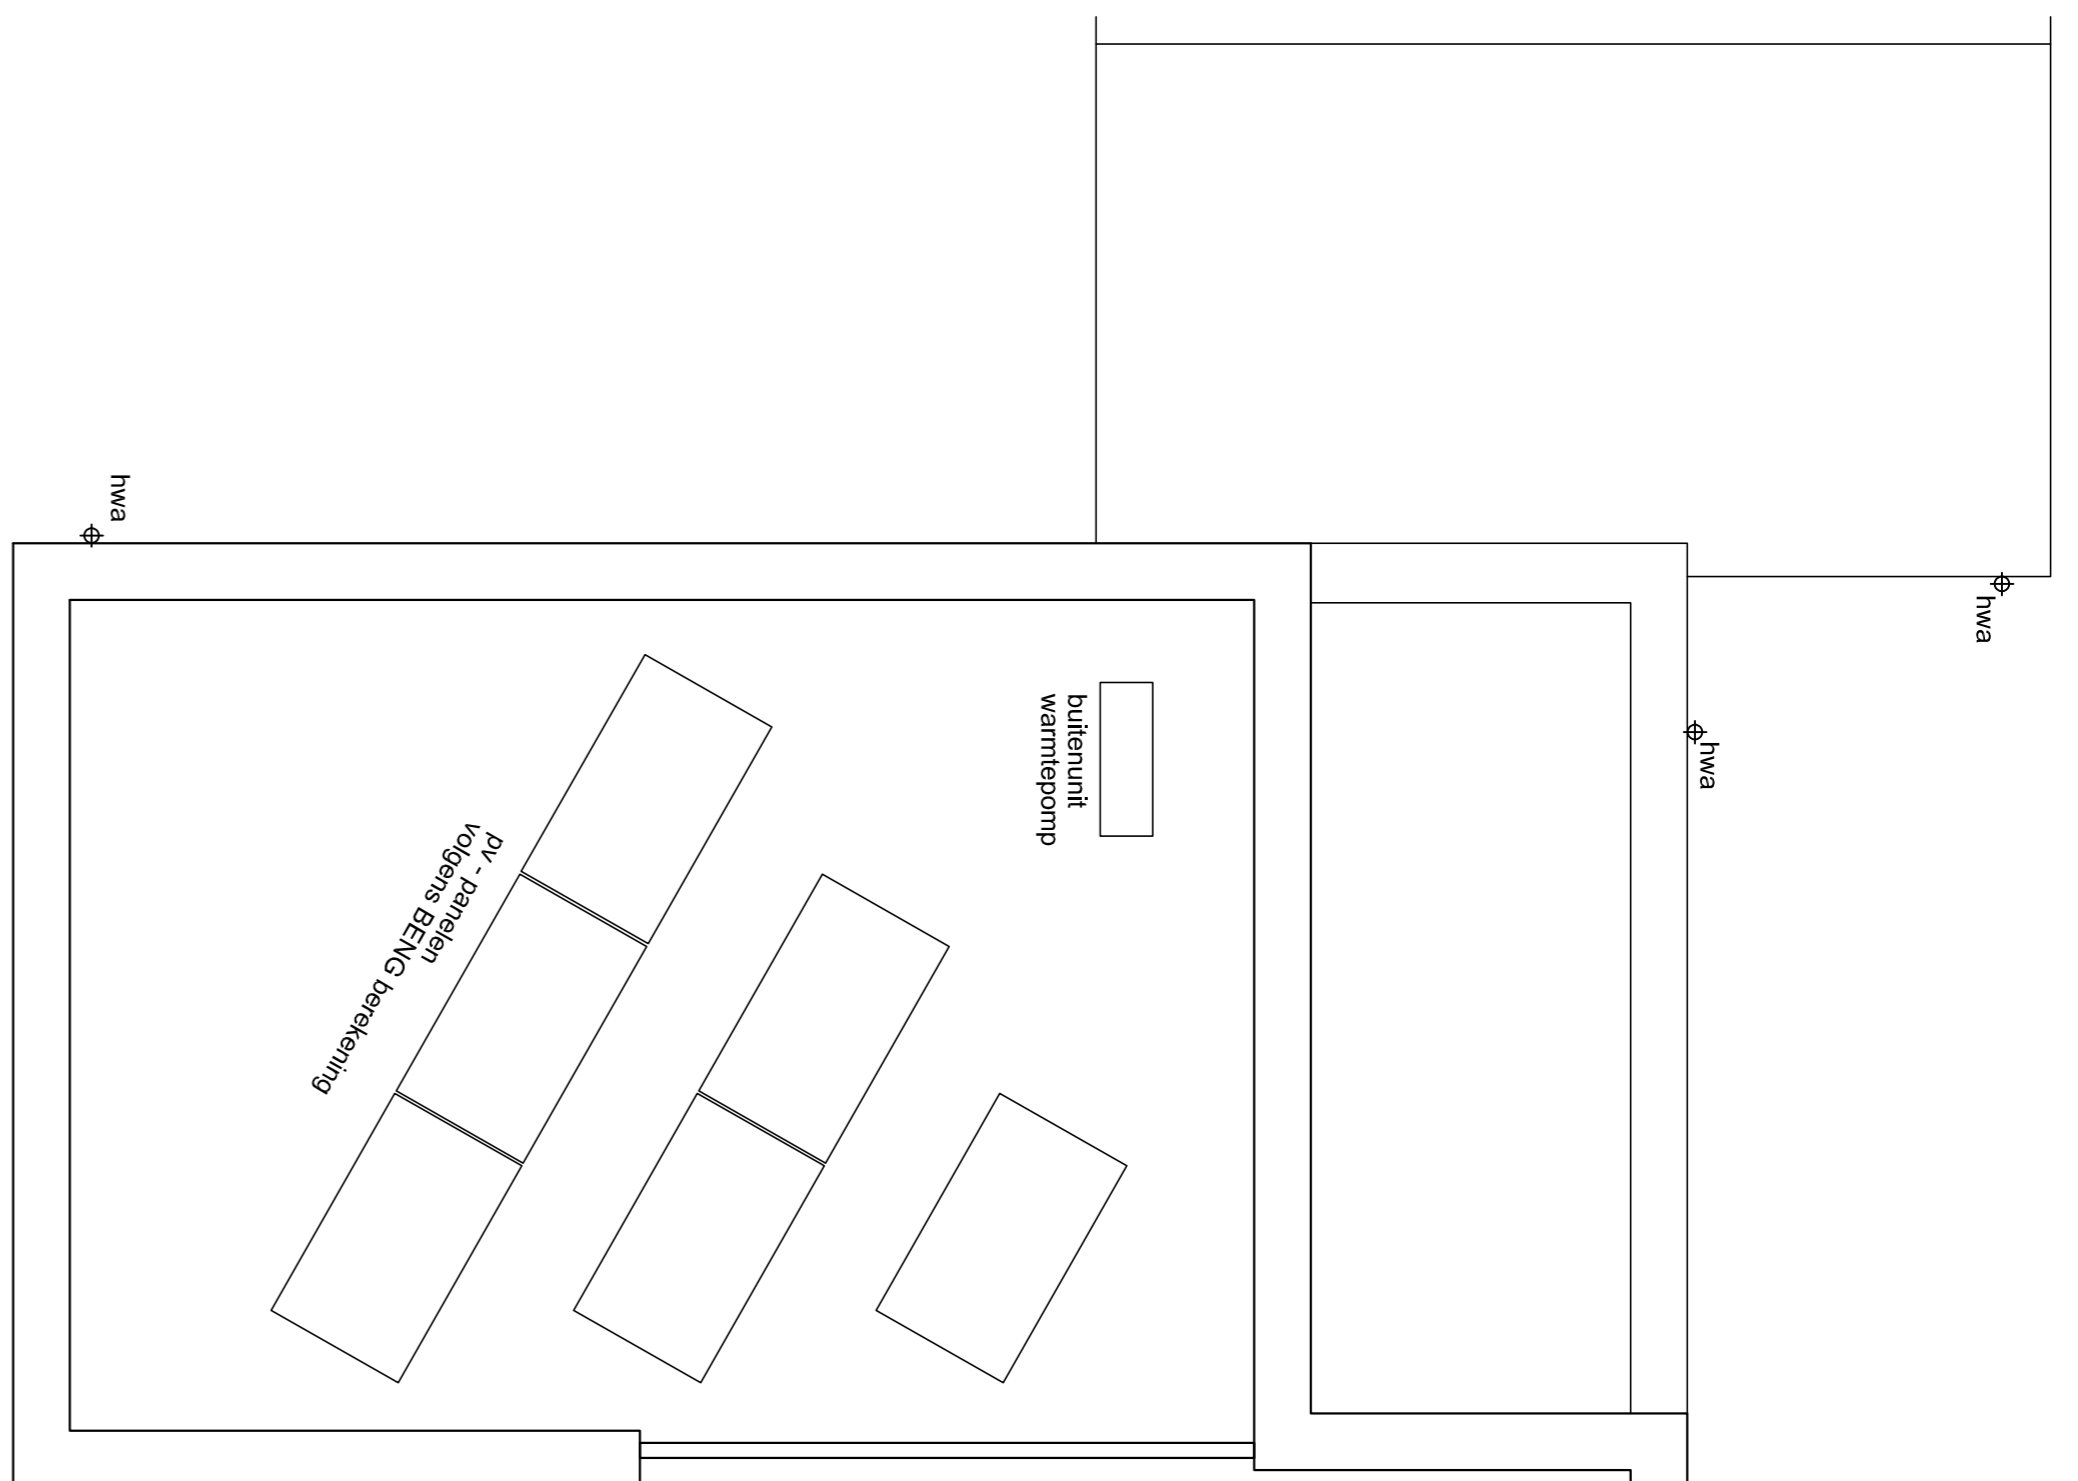 hwa
hwa
hwa
buitenunit
warmtepomp
pv - panelen
volgens BENG berekening